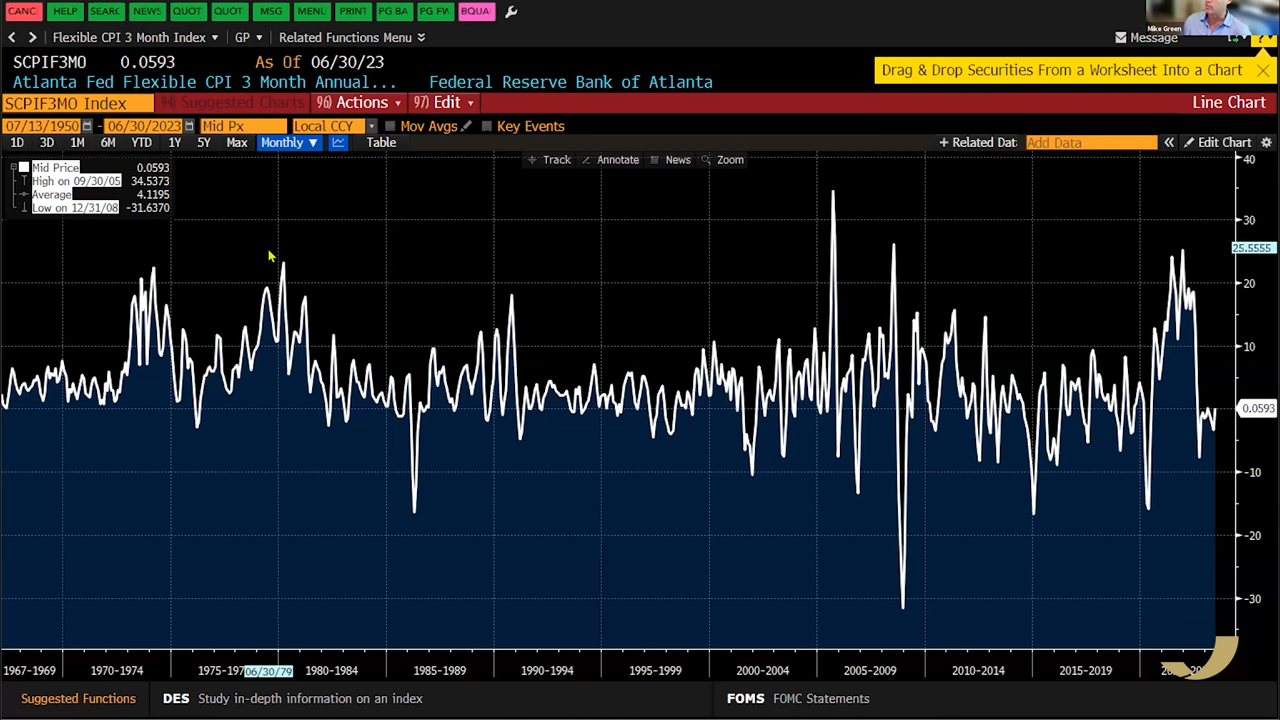 CANC HELP SEARC NEWS QUOT QUOT MSG MENU PRINT PG BA PG FW BQUA
Mike Green
Flexible CPI 3 Month Index GP Related Functions Menu Message
SCPIF3MO 0.0593 As Of 06/30/23
Atlanta Fed Flexible CPI 3 Month Annual... Federal Reserve Bank of Atlanta
Drag & Drop Securities From a Worksheet Into a Chart
SCPIF3MO Index 94) Suggested Charts 96) Actions 97) Edit Line Chart
07/13/1950 - 06/30/2023 Mid Px Local CCY Mov Avgs Key Events
1D 3D 1M 6M YTD 1Y 5Y Max Monthly Table + Related Dat Add Data Edit Chart
Track Annotate News Zoom
Mid Price 0.0593
High on 09/30/05 34.5373
Average 4.1195
Low on 12/31/08 -31.6370
40
30
25.5555
20
10
0.0593
-10
-20
-30
1967-1969 1970-1974 1975-197 06/30/79 1980-1984 1985-1989 1990-1994 1995-1999 2000-2004 2005-2009 2010-2014 2015-2019
Suggested Functions DES Study in-depth information on an index FOMS FOMC Statements